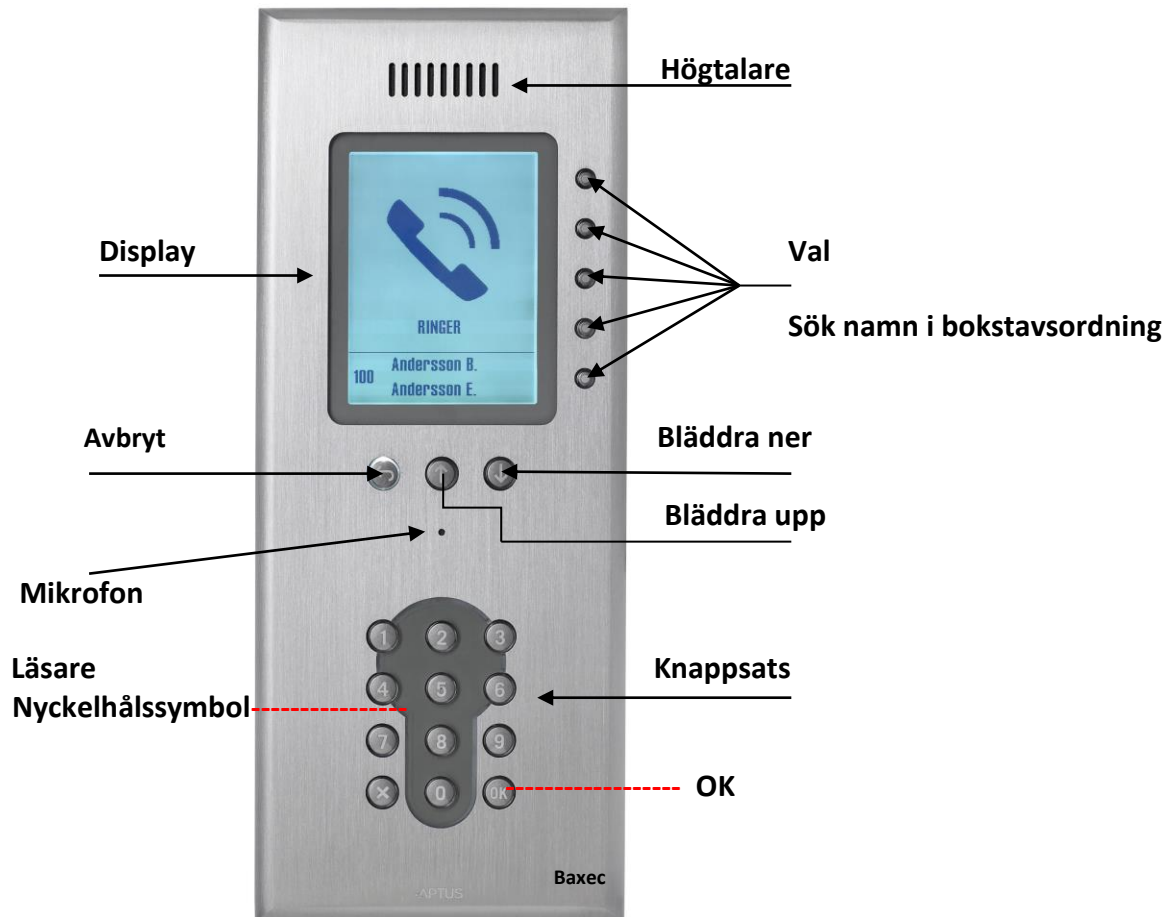 Högtalare
Display
Val
Sök namn i bokstavsordning
RINGER
100
Andersson B.
Andersson E.
Avbryt
Bläddra ner
Bläddra upp
Mikrofon
1 2 3
Läsare
Nyckelhålssymbol
Knappsats
4 5 6
7 8 9
× 0 OK
OK
Baxec
APTUS